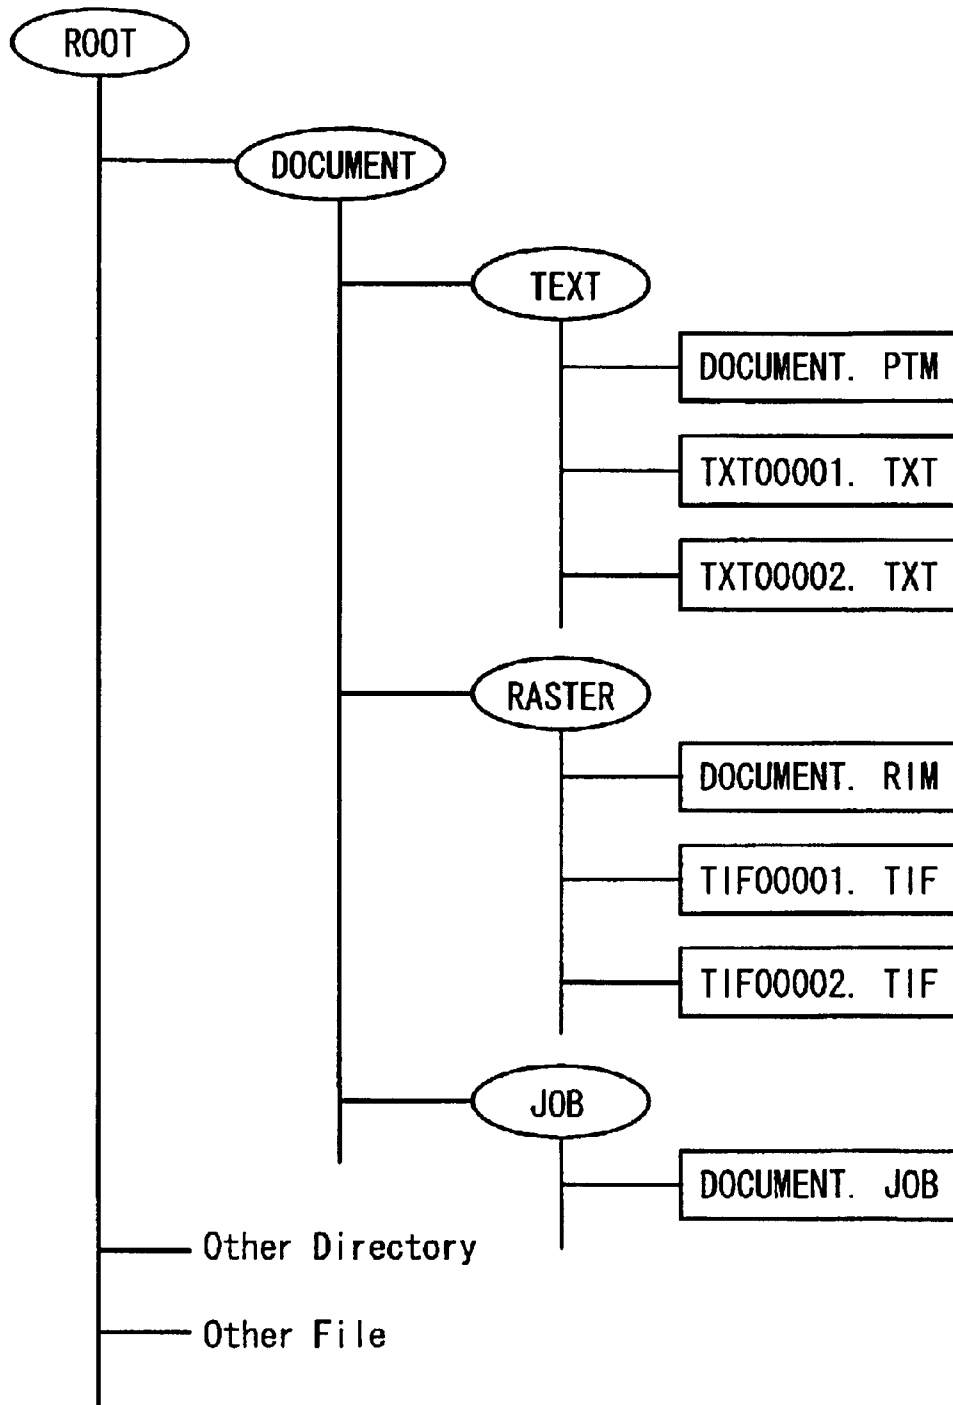 ROOT
DOCUMENT
TEXT
DOCUMENT. PTM
TXT00001. TXT
TXT00002. TXT
RASTER
DOCUMENT. RIM
TIF00001. TIF
TIF00002. TIF
JOB
DOCUMENT. JOB
Other Directory
Other File